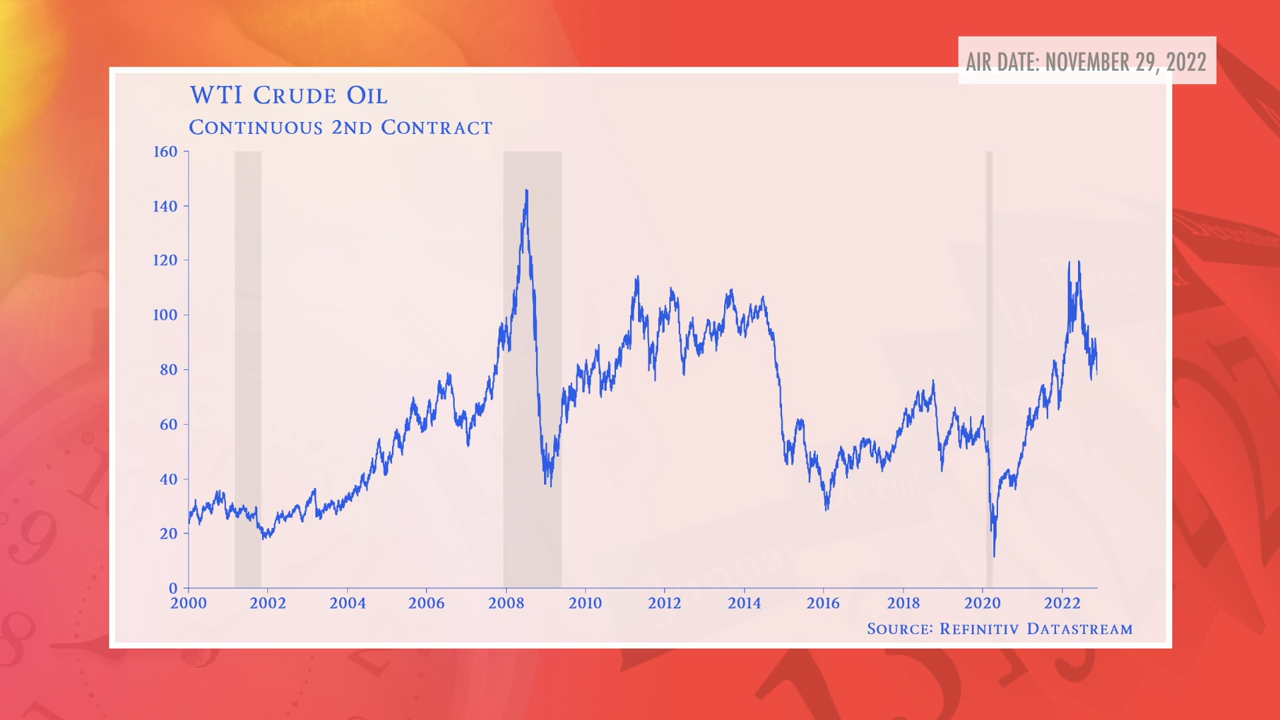 AIR DATE: NOVEMBER 29, 2022
WTI CRUDE OIL
CONTINUOUS 2ND CONTRACT
160
140
120
100
80
60
40
20
0
2000 2002 2004 2006 2008 2010 2012 2014 2016 2018 2020 2022
SOURCE: REFINITIV DATASTREAM